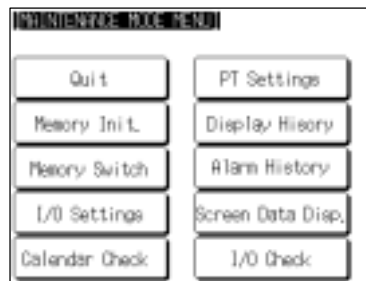 [MAINTENANCE MODE MENU]
Quit
PT Settings
Memory Init.
Display Hisory
Memory Switch
Alarm History
I/O Settings
Screen Data Disp.
Calendar Check
I/O Check